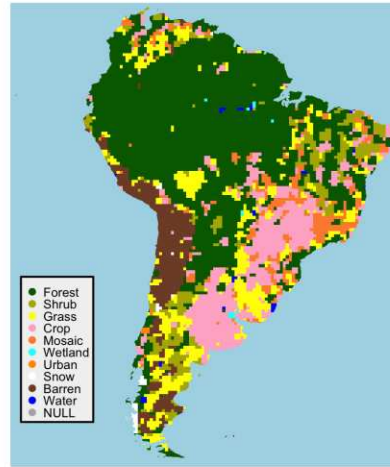 Forest
Shrub
Grass
Crop
Mosaic
Wetland
Urban
Snow
Barren
Water
NULL